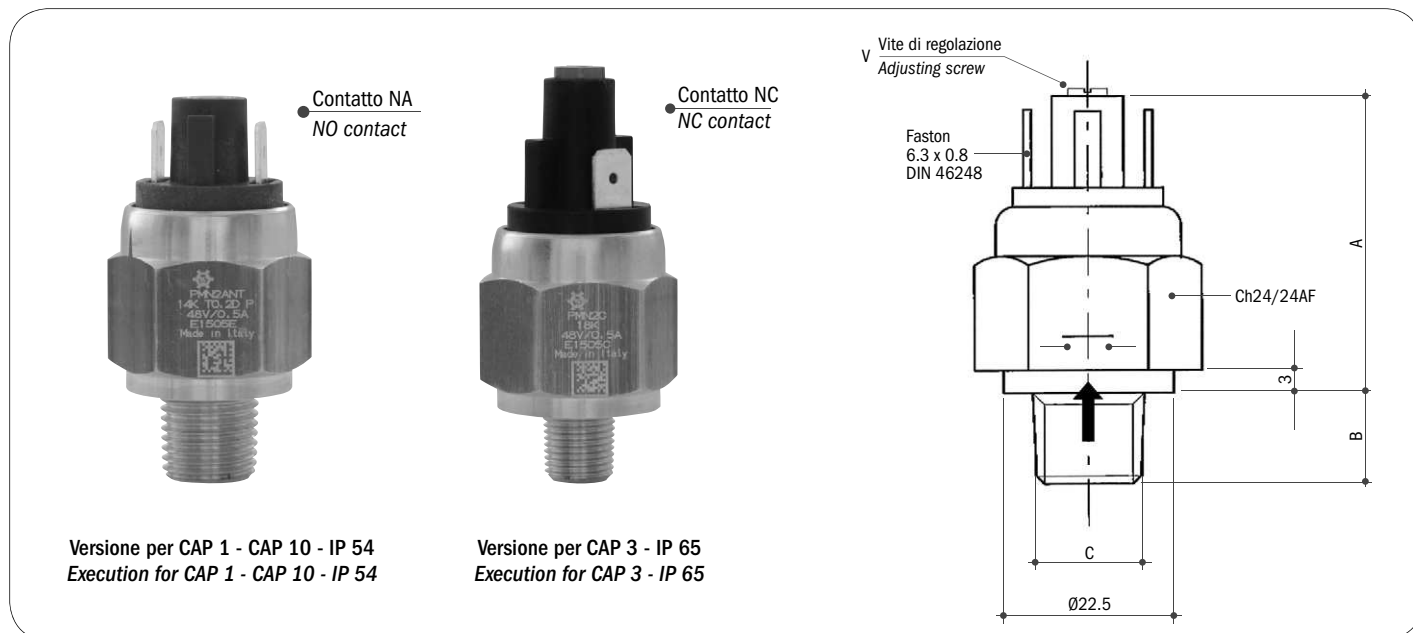 Contatto NA
NO contact
PMN2ANT
14K T0.2D P
48V/0.5A
E1505E
Made in Italy
Versione per CAP 1 - CAP 10 - IP 54
Execution for CAP 1 - CAP 10 - IP 54
Contatto NC
NC contact
PMN2C
18K
48V/0.5A
E1505C
Made in Italy
Versione per CAP 3 - IP 65
Execution for CAP 3 - IP 65
V
Vite di regolazione
Adjusting screw
Faston
6.3 x 0.8
DIN 46248
A
Ch24/24AF
3
B
C
Ø22.5